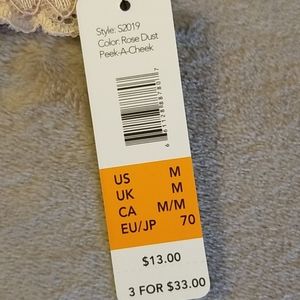 Style: S2019
Color: Rose Dust
Peek-A-Cheek
US M
UK M
CA M/M
EU/JP 70
$13.00
3 FOR $33.00